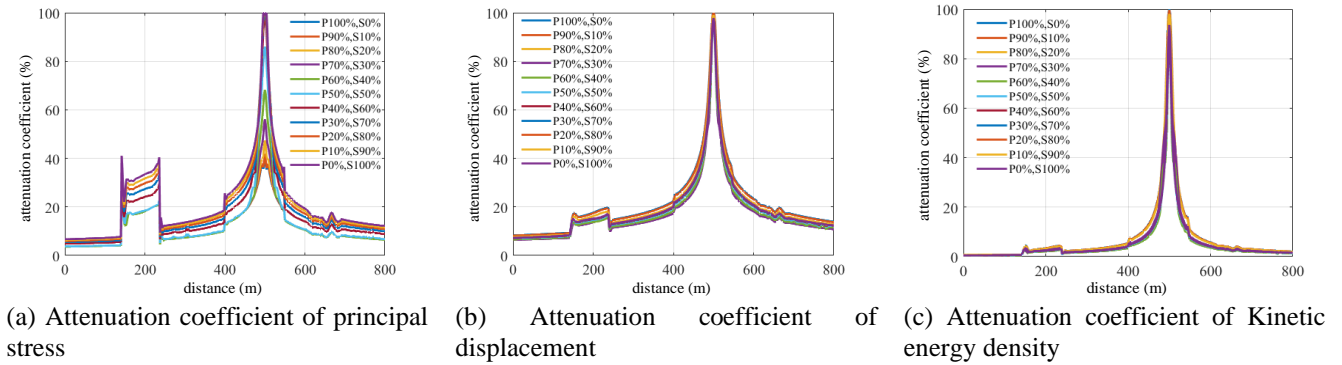 100
80
60
40
20
0
attenuation coefficient (%)
0 200 400 600 800
distance (m)
P100%,S0%
P90%,S10%
P80%,S20%
P70%,S30%
P60%,S40%
P50%,S50%
P40%,S60%
P30%,S70%
P20%,S80%
P10%,S90%
P0%,S100%
(a) Attenuation coefficient of principal
stress
100
80
60
40
20
0
attenuation coefficient (%)
0 200 400 600 800
distance (m)
P100%,S0%
P90%,S10%
P80%,S20%
P70%,S30%
P60%,S40%
P50%,S50%
P40%,S60%
P30%,S70%
P20%,S80%
P10%,S90%
P0%,S100%
(b) Attenuation coefficient of
displacement
100
80
60
40
20
0
attenuation coefficient (%)
0 200 400 600 800
distance (m)
P100%,S0%
P90%,S10%
P80%,S20%
P70%,S30%
P60%,S40%
P50%,S50%
P40%,S60%
P30%,S70%
P20%,S80%
P10%,S90%
P0%,S100%
(c) Attenuation coefficient of Kinetic
energy density